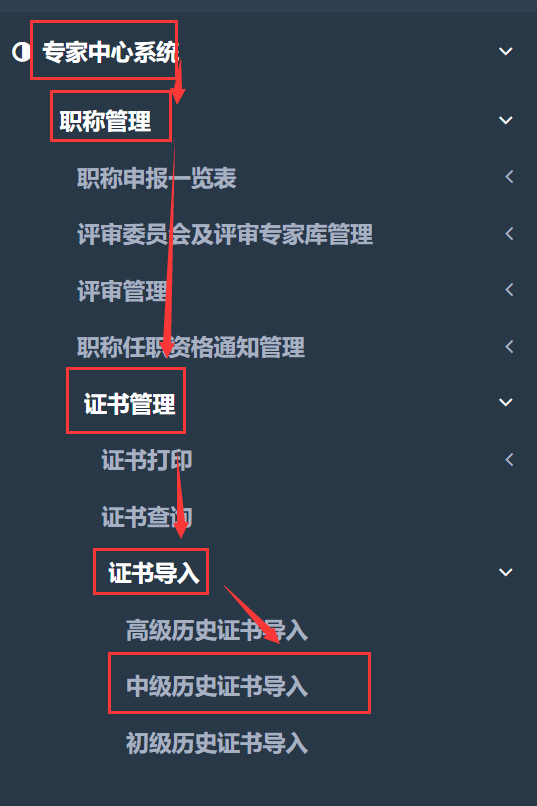 专家中心系统
职称管理
职称申报一览表
评审委员会及评审专家库管理
评审管理
职称任职资格通知管理
证书管理
证书打印
证书查询
证书导入
高级历史证书导入
中级历史证书导入
初级历史证书导入